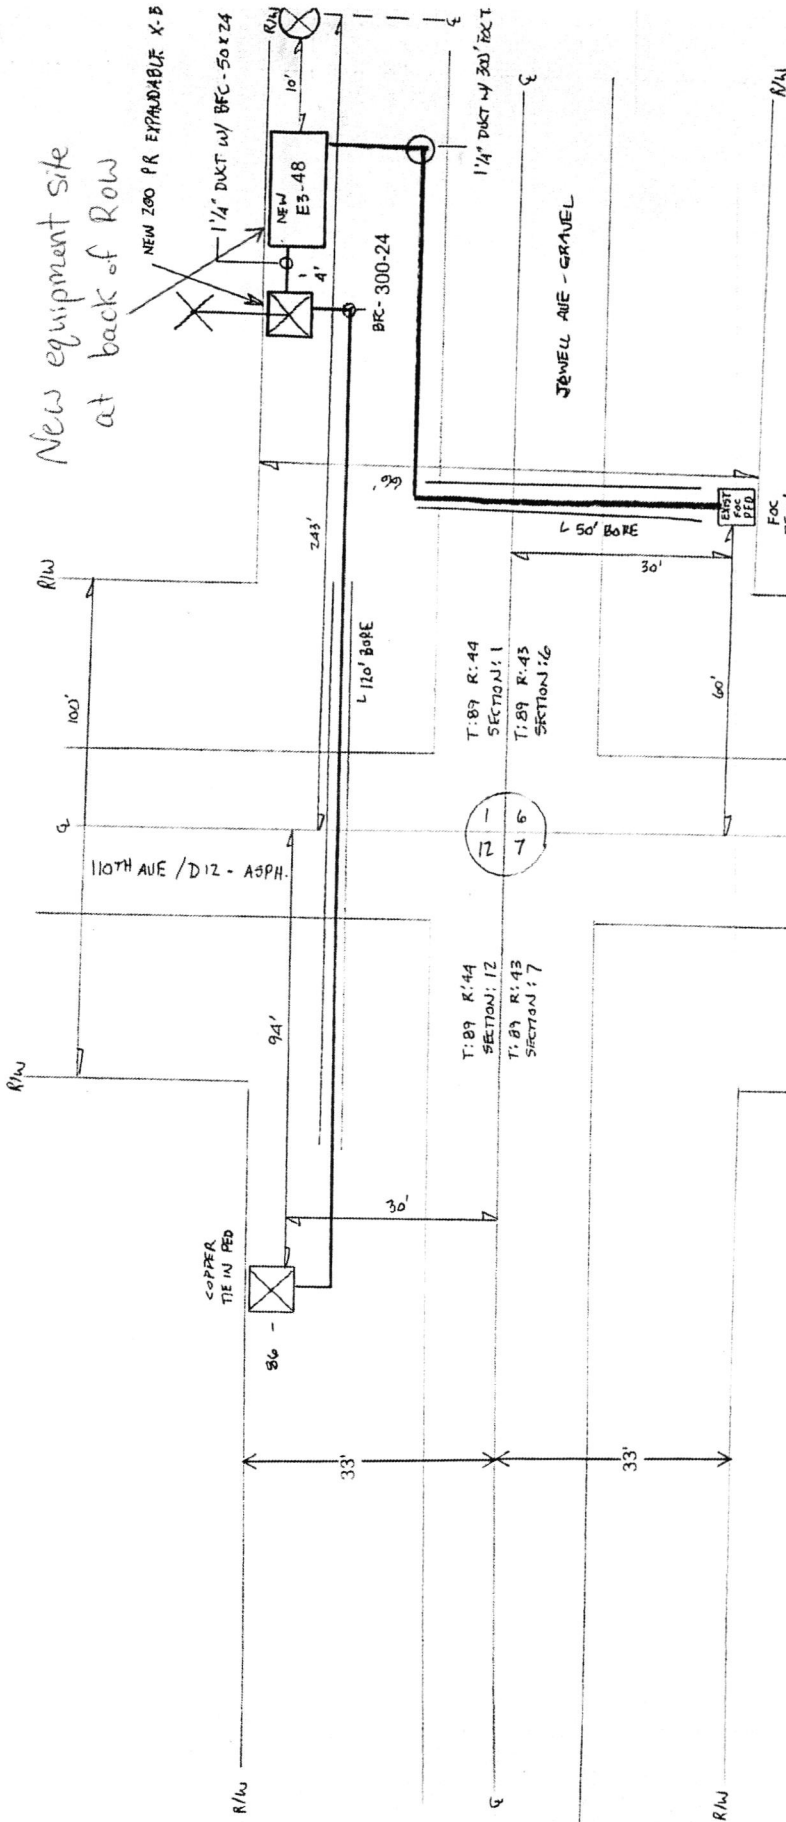 New equipment site
at back of Row
NEW 200 PR EXPANDABLE X-B
1 1/4" DUCT W/ BFC-50x24
R/W
10'
NEW
E3-48
4'
BFC-300-24
℄
1 1/4" DUCT W/ 300' FOC T
℄
JEWELL AVE - GRAVEL
R/W
66'
243'
L 50' BORE
EXIST
FOC
PED
FOC
30'
60'
R/W
100'
L 120' BORE
T:89 R:44
SECTION:1
T:89 R:43
SECTION:6
℄
110TH AVE / D12 - ASPH.
1
6
12
7
94'
T:89 R:44
SECTION:12
T:89 R:43
SECTION:7
R/W
30'
COPPER
TIE IN PED
86 -
33'
33'
R/W
℄
R/W